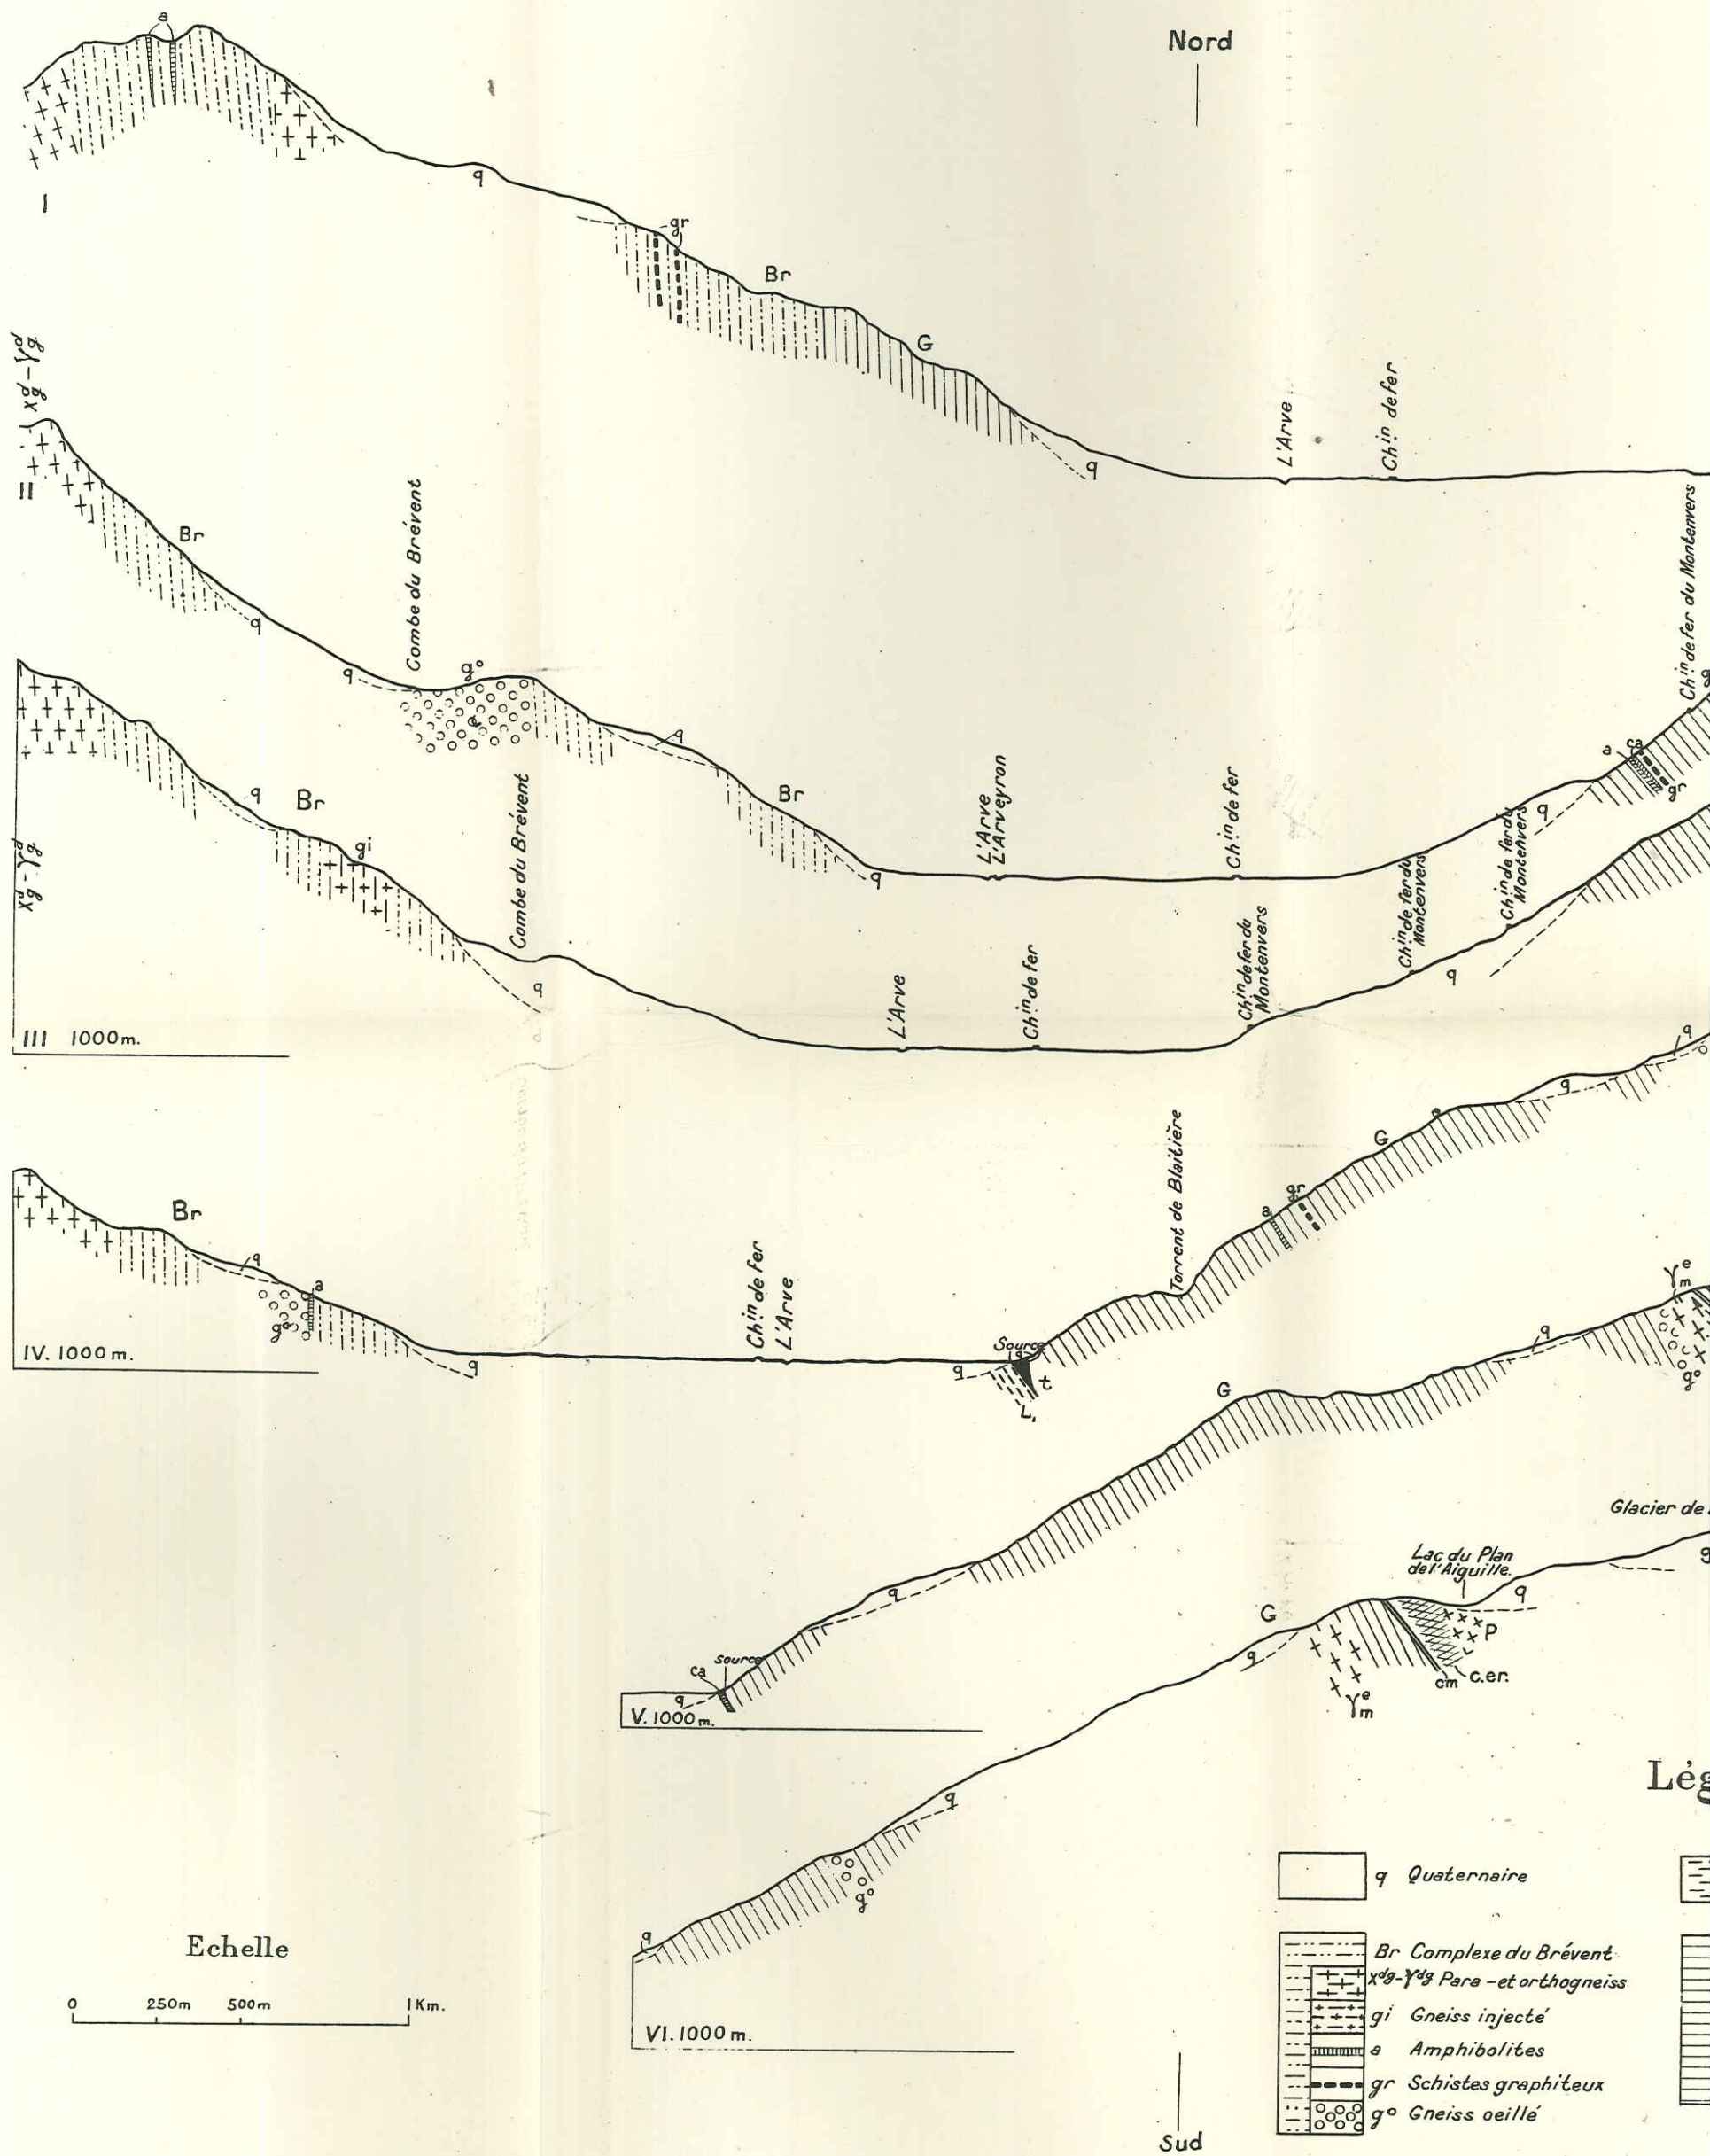 a
Nord
q
I
gr
Br
G
L'Arve
Ch.in de fer
q
II
Br
q
Combe du Brévent
q
g°
q
Br
q
L'Arve
L'Arveyron
Ch.in de fer
q
a
ca
gr
Ch.in de fer du Montenvers
q
Br
gi
Combe du Brévent
q
L'Arve
Ch.in de fer
Ch.in de fer du
Montenvers
Ch.in de fer du
Montenvers
Ch.in de fer du
Montenvers
q
III 1000 m.
Br
q
a
g°
q
Ch.in de fer
L'Arve
q
Source
q
t
L,
Torrent de Blaitière
a
gr
G
q
q
IV. 1000 m.
Ca
Source
q
q
G
q
γem
g°
V. 1000 m.
q
g°
q
q
G
γem
cm
c.er.
P
Lac du Plan
de l'Aiguille.
q
Glacier de
VI. 1000 m.
Echelle
0 250m 500m 1Km.
Lég
q Quaternaire
Br Complexe du Brévent
χdg-γdg Para - et orthogneiss
gi Gneiss injecté
a Amphibolites
gr Schistes graphiteux
g° Gneiss oeillé
Sud